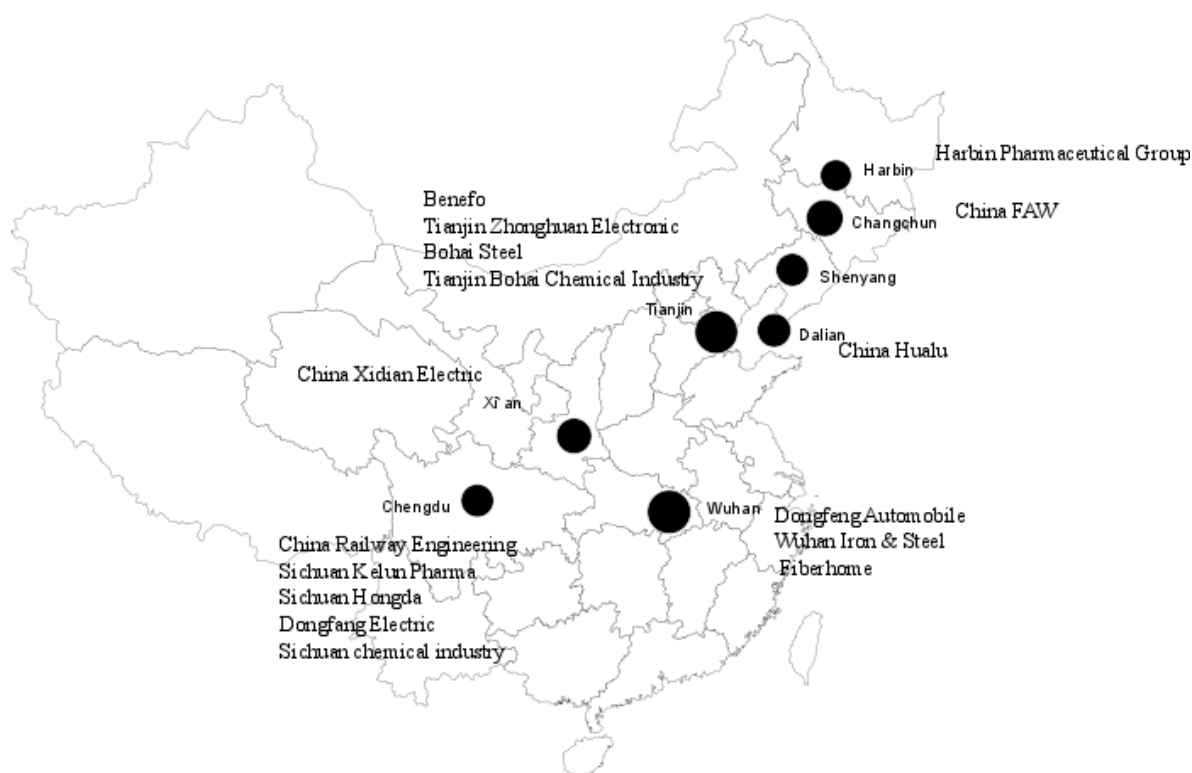 Harbin Pharmaceutical Group
Harbin
Benefo
Tianjin Zhonghuan Electronic
Bohai Steel
Tianjin Bohai Chemical Industry
China FAW
Changchun
Shenyang
Tianjin
Dalian
China Hualu
China Xidian Electric
Xi'an
Chengdu
China Railway Engineering
Sichuan Kelun Pharma
Sichuan Hongda
Dongfang Electric
Sichuan chemical industry
Wuhan
Dongfeng Automobile
Wuhan Iron & Steel
Fiberhome